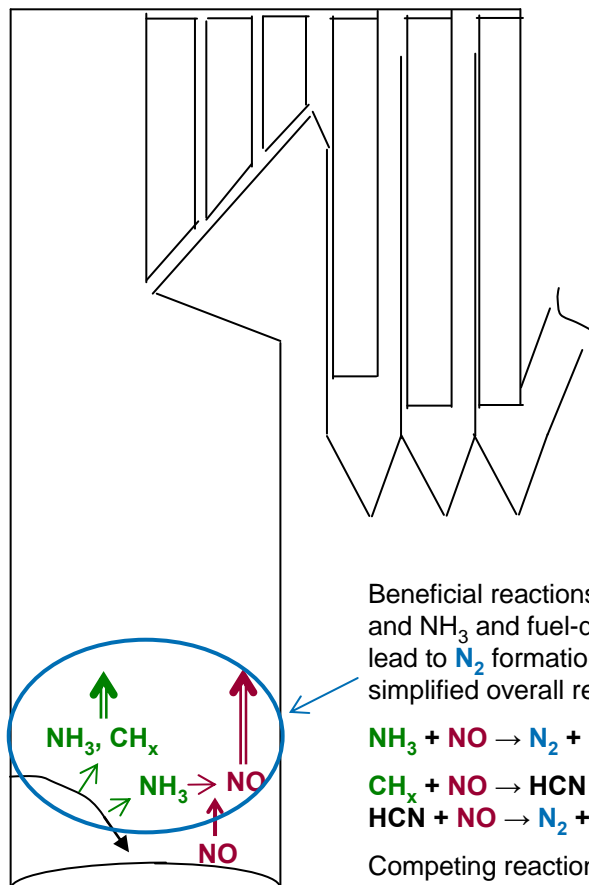 Beneficial reactions
and NH₃ and fuel-d
lead to N₂ formation
simplified overall re
NH₃ + NO → N₂ +
CHₓ + NO → HCN
HCN + NO → N₂ +
Competing reaction
NH₃, CHₓ
NH₃ → NO
NO